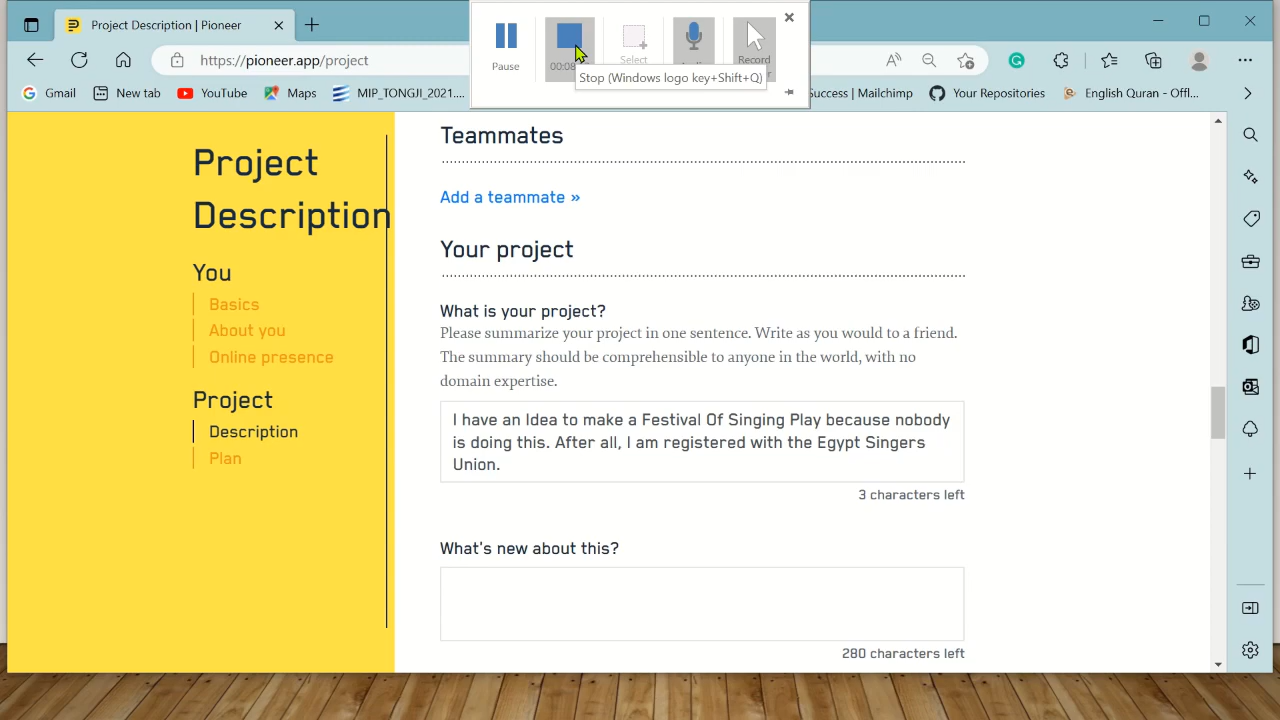 Project Description | Pioneer
Pause
00:0
Select
Record
Stop (Windows logo key+Shift+Q)
https://pioneer.app/project
Gmail
New tab
YouTube
Maps
MIP_TONGJI_2021....
Success | Mailchimp
Your Repositories
English Quran - Offl...
Project
Description
You
Basics
About you
Online presence
Project
Description
Plan
Teammates
Add a teammate »
Your project
What is your project?
Please summarize your project in one sentence. Write as you would to a friend.
The summary should be comprehensible to anyone in the world, with no
domain expertise.
I have an Idea to make a Festival Of Singing Play because nobody
is doing this. After all, I am registered with the Egypt Singers
Union.
3 characters left
What's new about this?
280 characters left